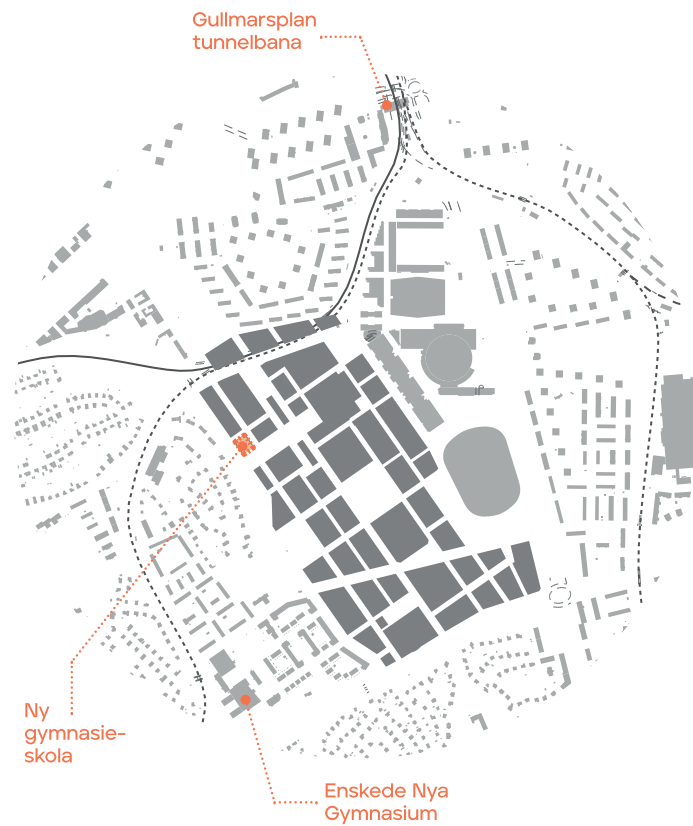 Gullmarsplan
tunnelbana
Ny
gymnasie-
skola
Enskede Nya
Gymnasium